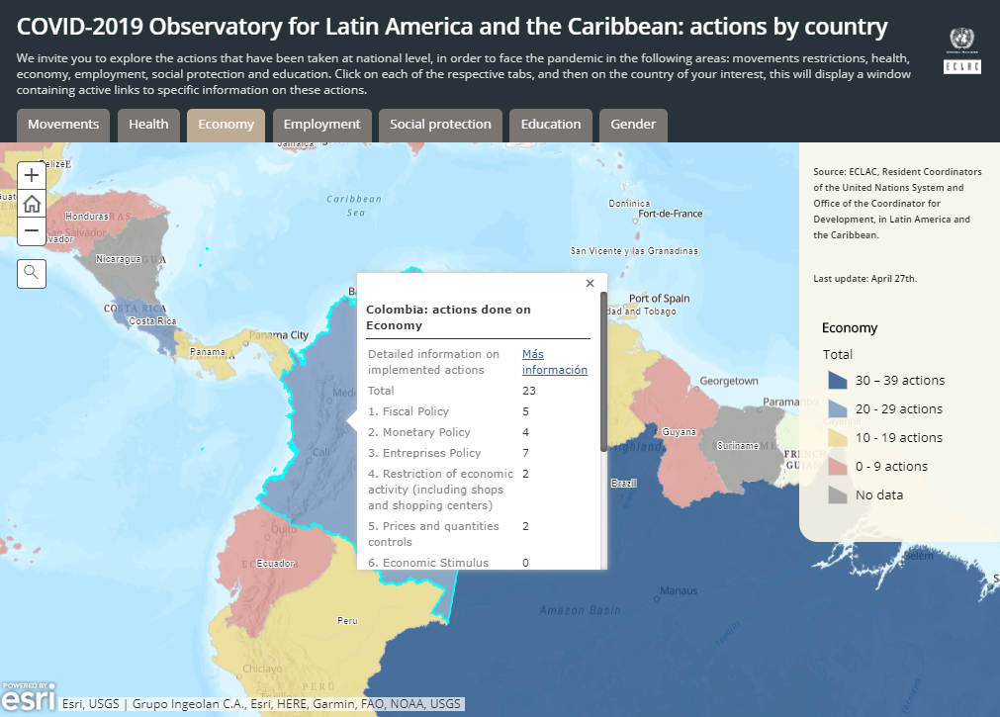 COVID-2019 Observatory for Latin America and the Caribbean: actions by country
We invite you to explore the actions that have been taken at national level, in order to face the pandemic in the following areas: movements restrictions, health,
economy, employment, social protection and education. Click on each of the respective tabs, and then on the country of your interest, this will display a window
containing active links to specific information on these actions.
UNITED NATIONS
ECLAC
Movements
Health
Economy
Employment
Social protection
Education
Gender
Jamaica
Caribbean
Sea
Honduras
San Salvador
Nicaragua
COSTA RICA
Costa Rica
Panama City
Panama
Dominica
Fort-de-France
San Vicente y las Granadinas
Port of Spain
dad and Tobago
Georgetown
Guyana
Suriname
Cayenne
Brazil
Cali
Quito
Ecuador
Peru
PERÚ
Chiclayo
Trujillo
Amazon Basin
Manaus
Belém
Tapajos
×
Colombia: actions done on
Economy
Detailed information on
implemented actions
Más
información
Total 23
1. Fiscal Policy 5
2. Monetary Policy 4
3. Entreprises Policy 7
4. Restriction of economic 2
activity (including shops
and shopping centers)
5. Prices and quantities 2
controls
6. Economic Stimulus 0
Source: ECLAC, Resident Coordinators
of the United Nations System and
Office of the Coordinator for
Development, in Latin America and
the Caribbean.
Last update: April 27th.
Economy
Total
30 – 39 actions
20 - 29 actions
10 - 19 actions
0 - 9 actions
No data
POWERED BY
esri
Esri, USGS | Grupo Ingeolan C.A., Esri, HERE, Garmin, FAO, NOAA, USGS